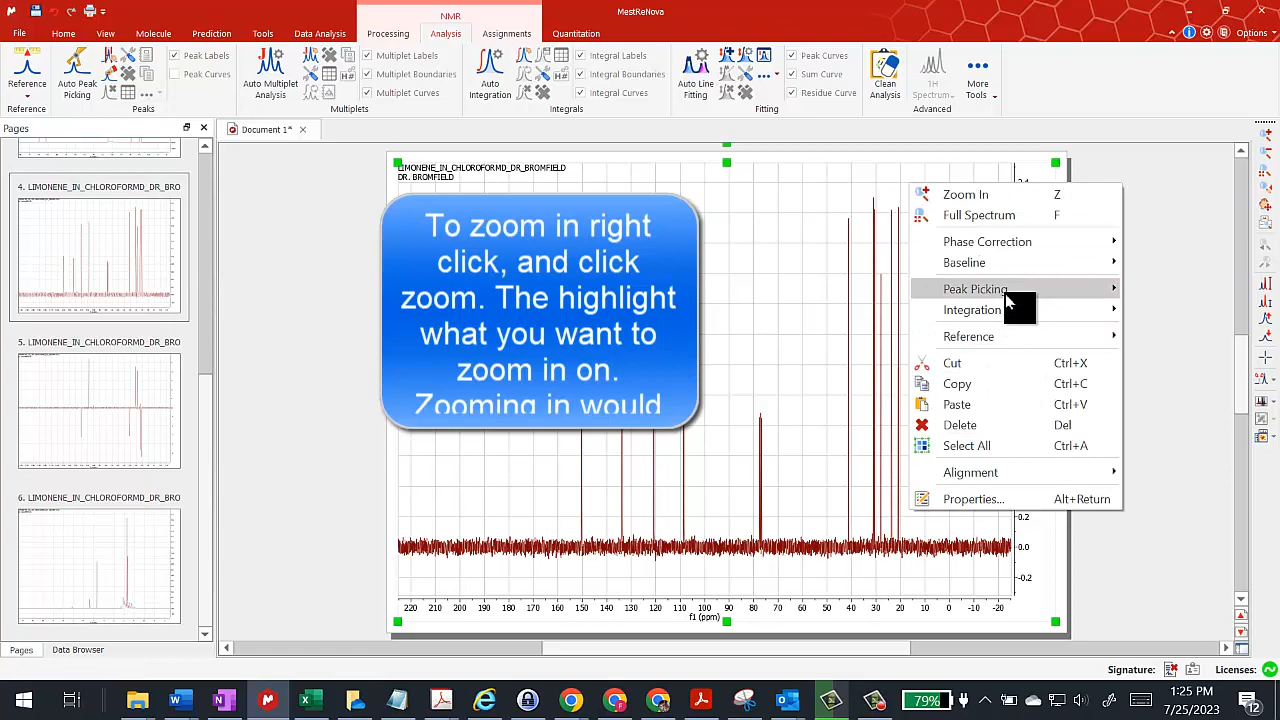 NMR
MestReNova
File Home View Molecule Prediction Tools Data Analysis Processing Analysis Assignments Quantitation Options
Reference
Auto Peak Picking
Peak Labels
Peak Curves
Auto Multiplet Analysis
Multiplet Labels
Multiplet Boundaries
Multiplet Curves
Auto Integration
Integral Labels
Integral Boundaries
Integral Curves
Auto Line Fitting
Peak Curves
Sum Curve
Residue Curve
Clean Analysis
1H Spectrum...
More Tools
Reference Peaks Multiplets Integrals Fitting Advanced
Pages
Document 1*
4. LIMONENE_IN_CHLOROFORMD_DR_BRO
5. LIMONENE_IN_CHLOROFORMD_DR_BRO
6. LIMONENE_IN_CHLOROFORMD_DR_BRO
LIMONENE_IN_CHLOROFORMD_DR_BROMFIELD
DR. BROMFIELD
To zoom in right
click, and click
zoom. The highlight
what you want to
zoom in on.
Zooming in would
Zoom In Z
Full Spectrum F
Phase Correction
Baseline
Peak Picking
Integration
Reference
Cut Ctrl+X
Copy Ctrl+C
Paste Ctrl+V
Delete Del
Select All Ctrl+A
Alignment
Properties... Alt+Return
0.2
0.0
-0.2
220 210 200 190 180 170 160 150 140 130 120 110 100 90 80 70 60 50 40 30 20 10 0 -10 -20
f1 (ppm)
Pages Data Browser
Signature: Licenses:
79%
1:25 PM
7/25/2023
12